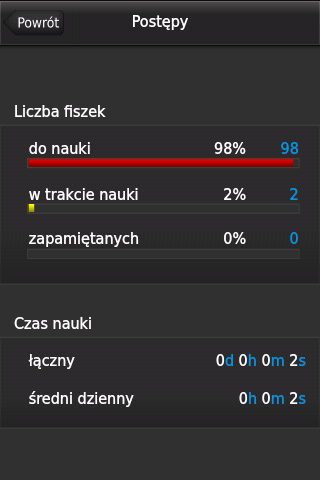 Powrót
Postępy
Liczba fiszek
do nauki 98% 98
w trakcie nauki 2% 2
zapamiętanych 0% 0
Czas nauki
łączny 0d 0h 0m 2s
średni dzienny 0h 0m 2s